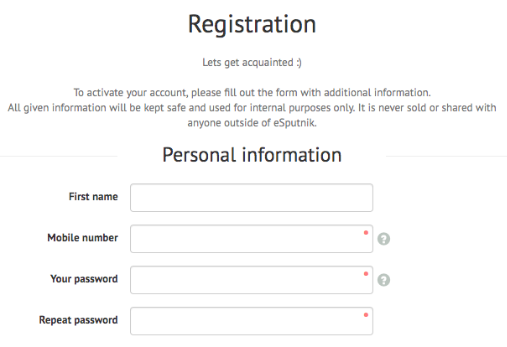 Registration
Lets get acquainted :)
To activate your account, please fill out the form with additional information.
All given information will be kept safe and used for internal purposes only. It is never sold or shared with
anyone outside of eSputnik.
Personal information
First name
Mobile number
Your password
Repeat password